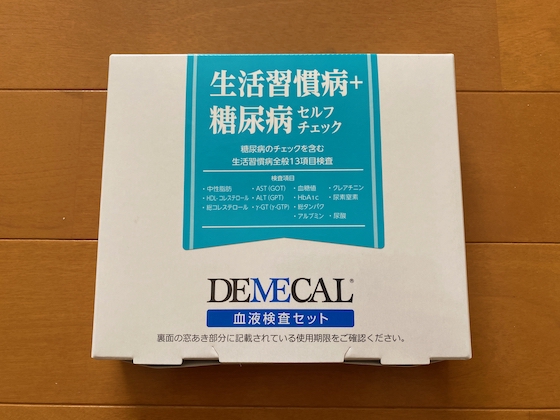 生活習慣病+
糖尿病 セルフチェック
糖尿病のチェックを含む
生活習慣病全般13項目検査
検査項目
・中性脂肪 ・AST(GOT) ・血糖値 ・クレアチニン
・HDL-コレステロール ・ALT(GPT) ・HbA1c ・尿素窒素
・総コレステロール ・γ-GT(γ-GTP) ・総タンパク
・アルブミン ・尿酸
DEMECAL®
血液検査セット
裏面の窓あき部分に記載されている使用期限をご確認ください。